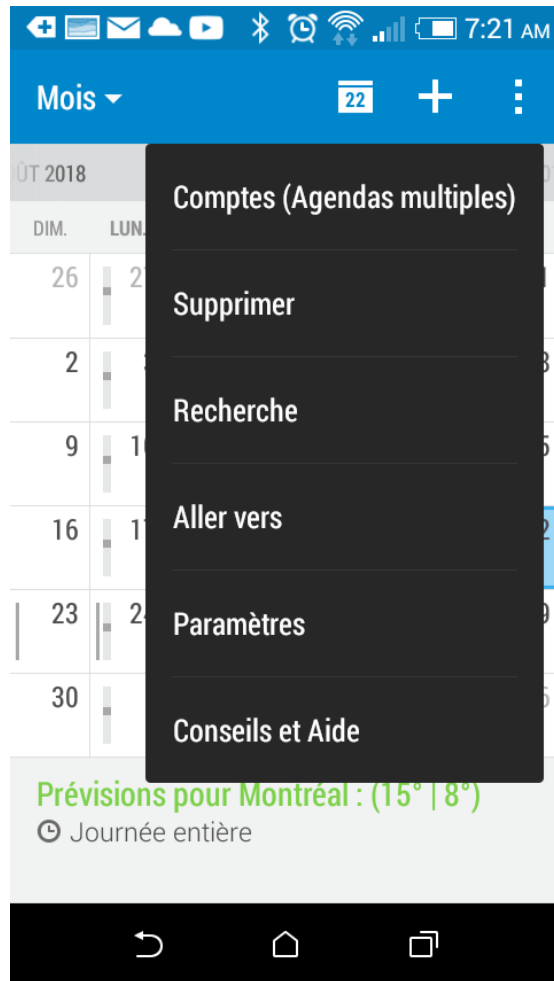 7:21 AM
Mois
22
ÛT 2018
Comptes (Agendas multiples)
DIM.
LUN.
26
Supprimer
2
Recherche
9
Aller vers
16
23
Paramètres
30
Conseils et Aide
Prévisions pour Montréal : (15° | 8°)
Journée entière